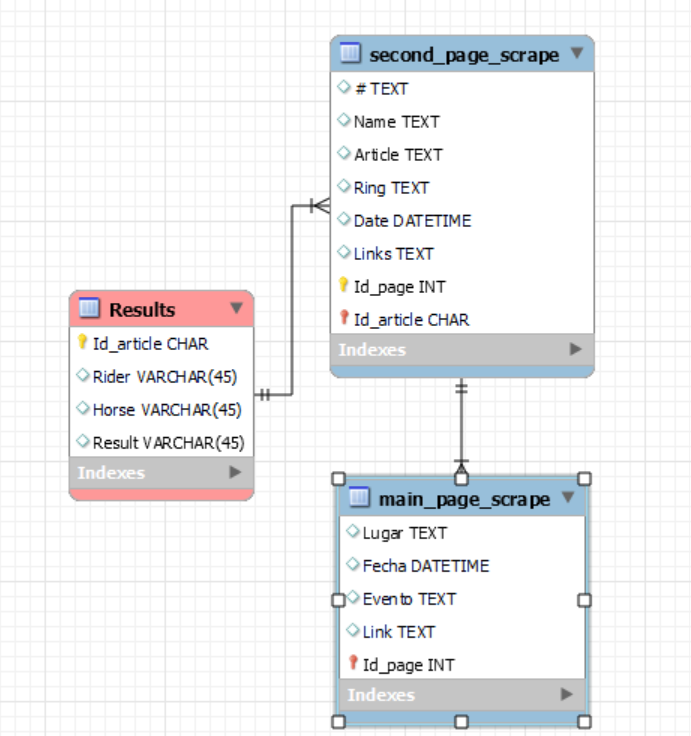 second_page_scrape
# TEXT
Name TEXT
Article TEXT
Ring TEXT
Date DATETIME
Links TEXT
Id_page INT
Id_article CHAR
Indexes
Results
Id_article CHAR
Rider VARCHAR(45)
Horse VARCHAR(45)
Result VARCHAR(45)
Indexes
main_page_scrape
Lugar TEXT
Fecha DATETIME
Evento TEXT
Link TEXT
Id_page INT
Indexes